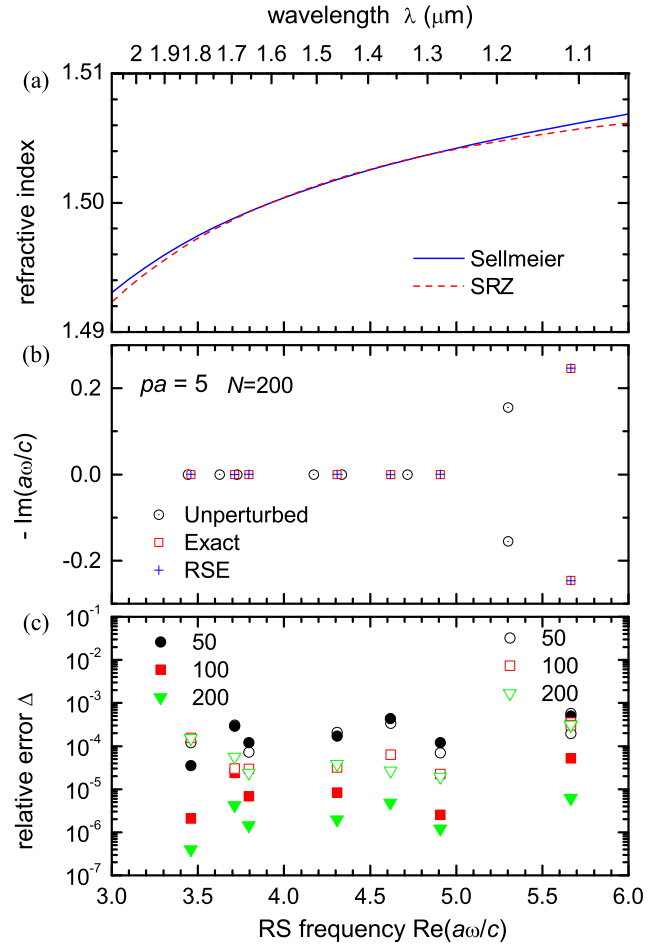 wavelength λ (μm)
2 1.9 1.8 1.7 1.6 1.5 1.4 1.3 1.2 1.1
(a)
1.51
1.50
1.49
refractive index
Sellmeier
SRZ
(b)
0.2
0.0
-0.2
- Im(aω/c)
pa = 5 N=200
Unperturbed
Exact
RSE
(c)
10⁻¹
10⁻²
10⁻³
10⁻⁴
10⁻⁵
10⁻⁶
10⁻⁷
relative error Δ
50 50
100 100
200 200
3.0 3.5 4.0 4.5 5.0 5.5 6.0
RS frequency Re(aω/c)